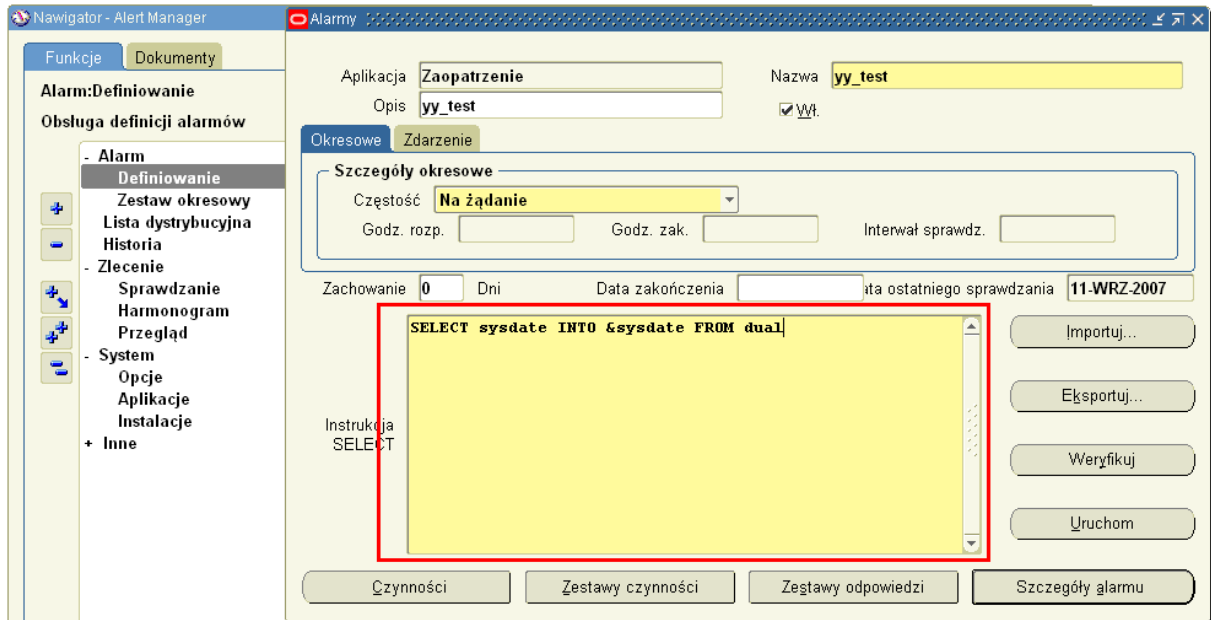 Nawigator - Alert Manager
Funkcje Dokumenty
Alarm:Definiowanie
Obsługa definicji alarmów
- Alarm
Definiowanie
Zestaw okresowy
Lista dystrybucyjna
Historia
- Zlecenie
Sprawdzanie
Harmonogram
Przegląd
- System
Opcje
Aplikacje
Instalacje
+ Inne
Alarmy
Aplikacja Zaopatrzenie Nazwa yy_test
Opis yy_test Wł.
Okresowe Zdarzenie
Szczegóły okresowe
Częstość Na żądanie
Godz. rozp. Godz. zak. Interwał sprawdz.
Zachowanie 0 Dni Data zakończenia ata ostatniego sprawdzania 11-WRZ-2007
SELECT sysdate INTO &sysdate FROM dual
Instrukcja
SELECT
Importuj...
Eksportuj...
Weryfikuj
Uruchom
Czynności Zestawy czynności Zestawy odpowiedzi Szczegóły alarmu